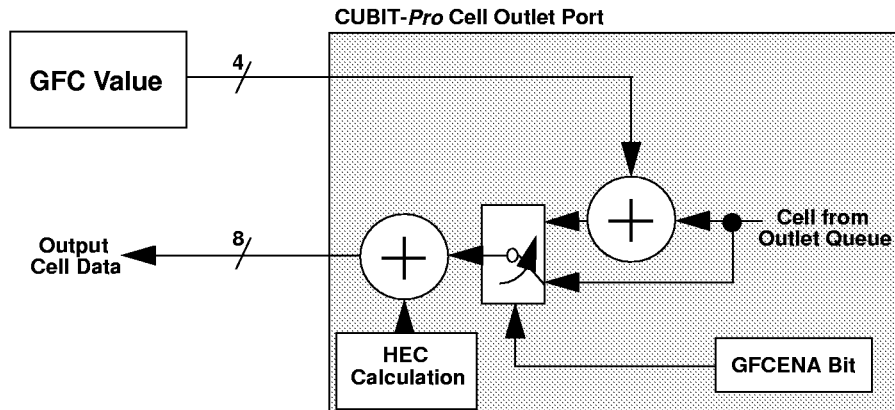 CUBIT-Pro Cell Outlet Port
GFC Value
4
Cell from
Outlet Queue
Output
Cell Data
8
HEC
Calculation
GFCENA Bit